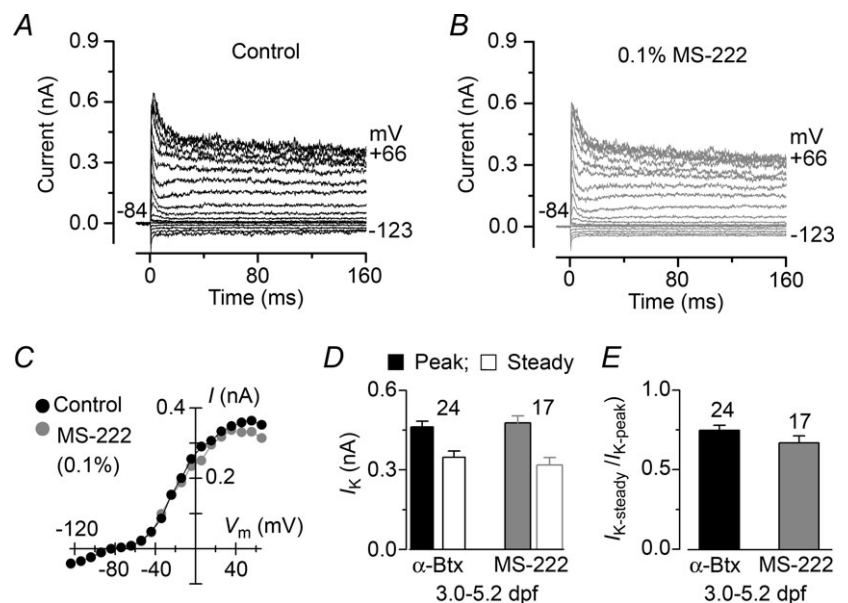 A
Control
Current (nA)
0.9
0.6
0.3
0.0
-84
mV
+66
-123
0 80 160
Time (ms)
B
0.1% MS-222
Current (nA)
0.9
0.6
0.3
0.0
-84
mV
+66
-123
0 80 160
Time (ms)
C
Control
MS-222
(0.1%)
I (nA)
0.4
0.2
-120
Vm (mV)
-80 -40 40
D
Peak; Steady
IK (nA)
0.6
0.3
0.0
24
17
α-Btx MS-222
3.0-5.2 dpf
E
IK-steady /IK-peak)
1.0
0.5
0.0
24
17
α-Btx MS-222
3.0-5.2 dpf